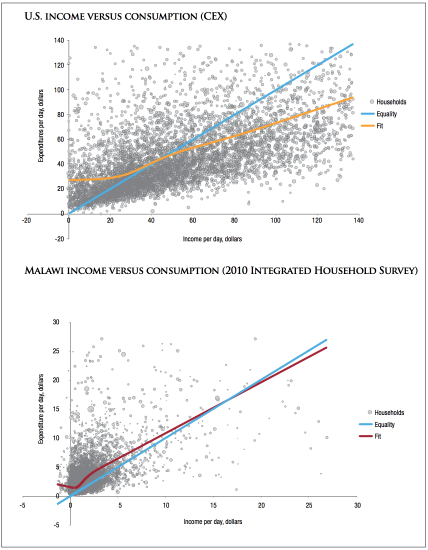 U.S. INCOME VERSUS CONSUMPTION (CEX)
140
120
100
80
60
40
20
0
-20
Expenditures per day, dollars
-20
0
20
40
60
80
100
120
140
Income per day, dollars
Households
Equality
Fit
MALAWI INCOME VERSUS CONSUMPTION (2010 INTEGRATED HOUSEHOLD SURVEY)
30
25
20
15
10
5
0
-5
Expenditure per day, dollars
-5
0
5
10
15
20
25
30
Income per day, dollars
Households
Equality
Fit